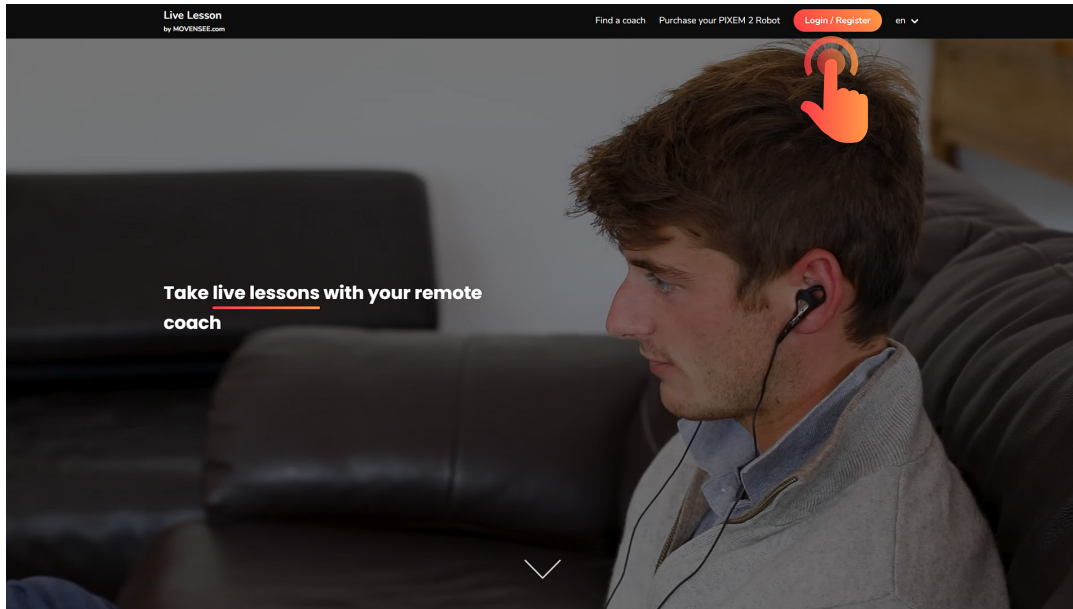 Live Lesson
by MOVENSEE.com
Find a coach Purchase your PIXEM 2 Robot Login / Register en
Take live lessons with your remote
coach